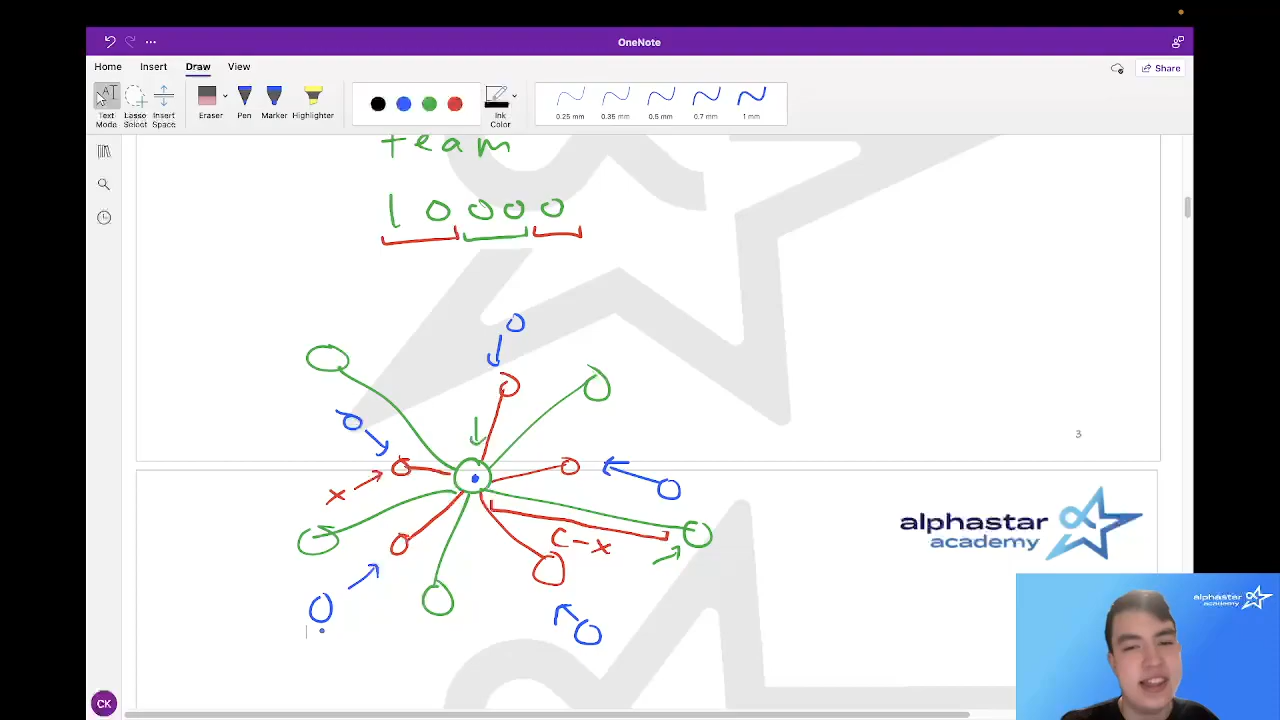 OneNote
Home Insert Draw View
Share
Text Mode
Lasso Select
Insert Space
Eraser
Pen
Marker
Highlighter
Ink Color
0.25 mm
0.35 mm
0.5 mm
0.7 mm
1 mm
team
10000
3
x
c-x
alphastar academy
alphastar academy
CK